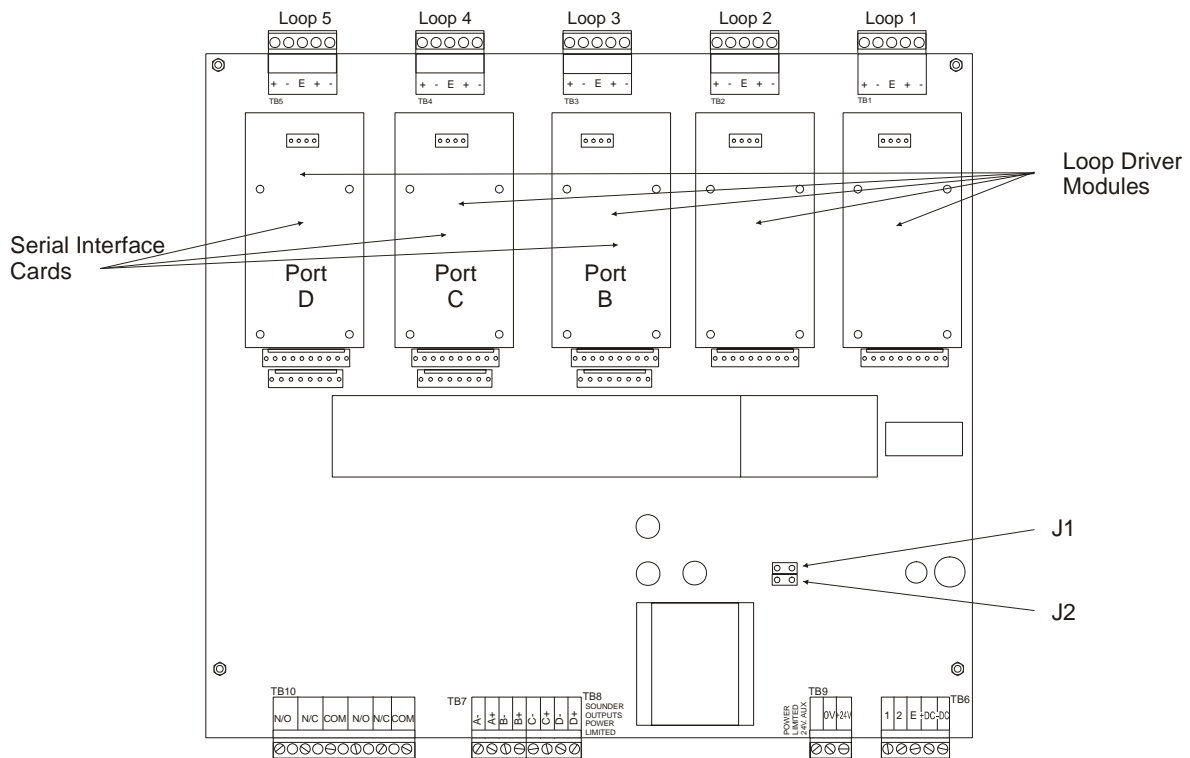 Loop 5 Loop 4 Loop 3 Loop 2 Loop 1
+ - E + - + - E + - + - E + - + - E + - + - E + -
TB5 TB4 TB3 TB2 TB1
Loop Driver
Modules
Serial Interface
Cards
Port
D
Port
C
Port
B
J1
J2
TB10
N/O N/C COM N/O N/C COM
TB7
A- A+ B- B+ C- C+ D- D+
TB8
SOUNDER
OUTPUTS
POWER
LIMITED
POWER
LIMITED
24V AUX
TB9
0V +24V
TB6
1 2 E +DC -DC